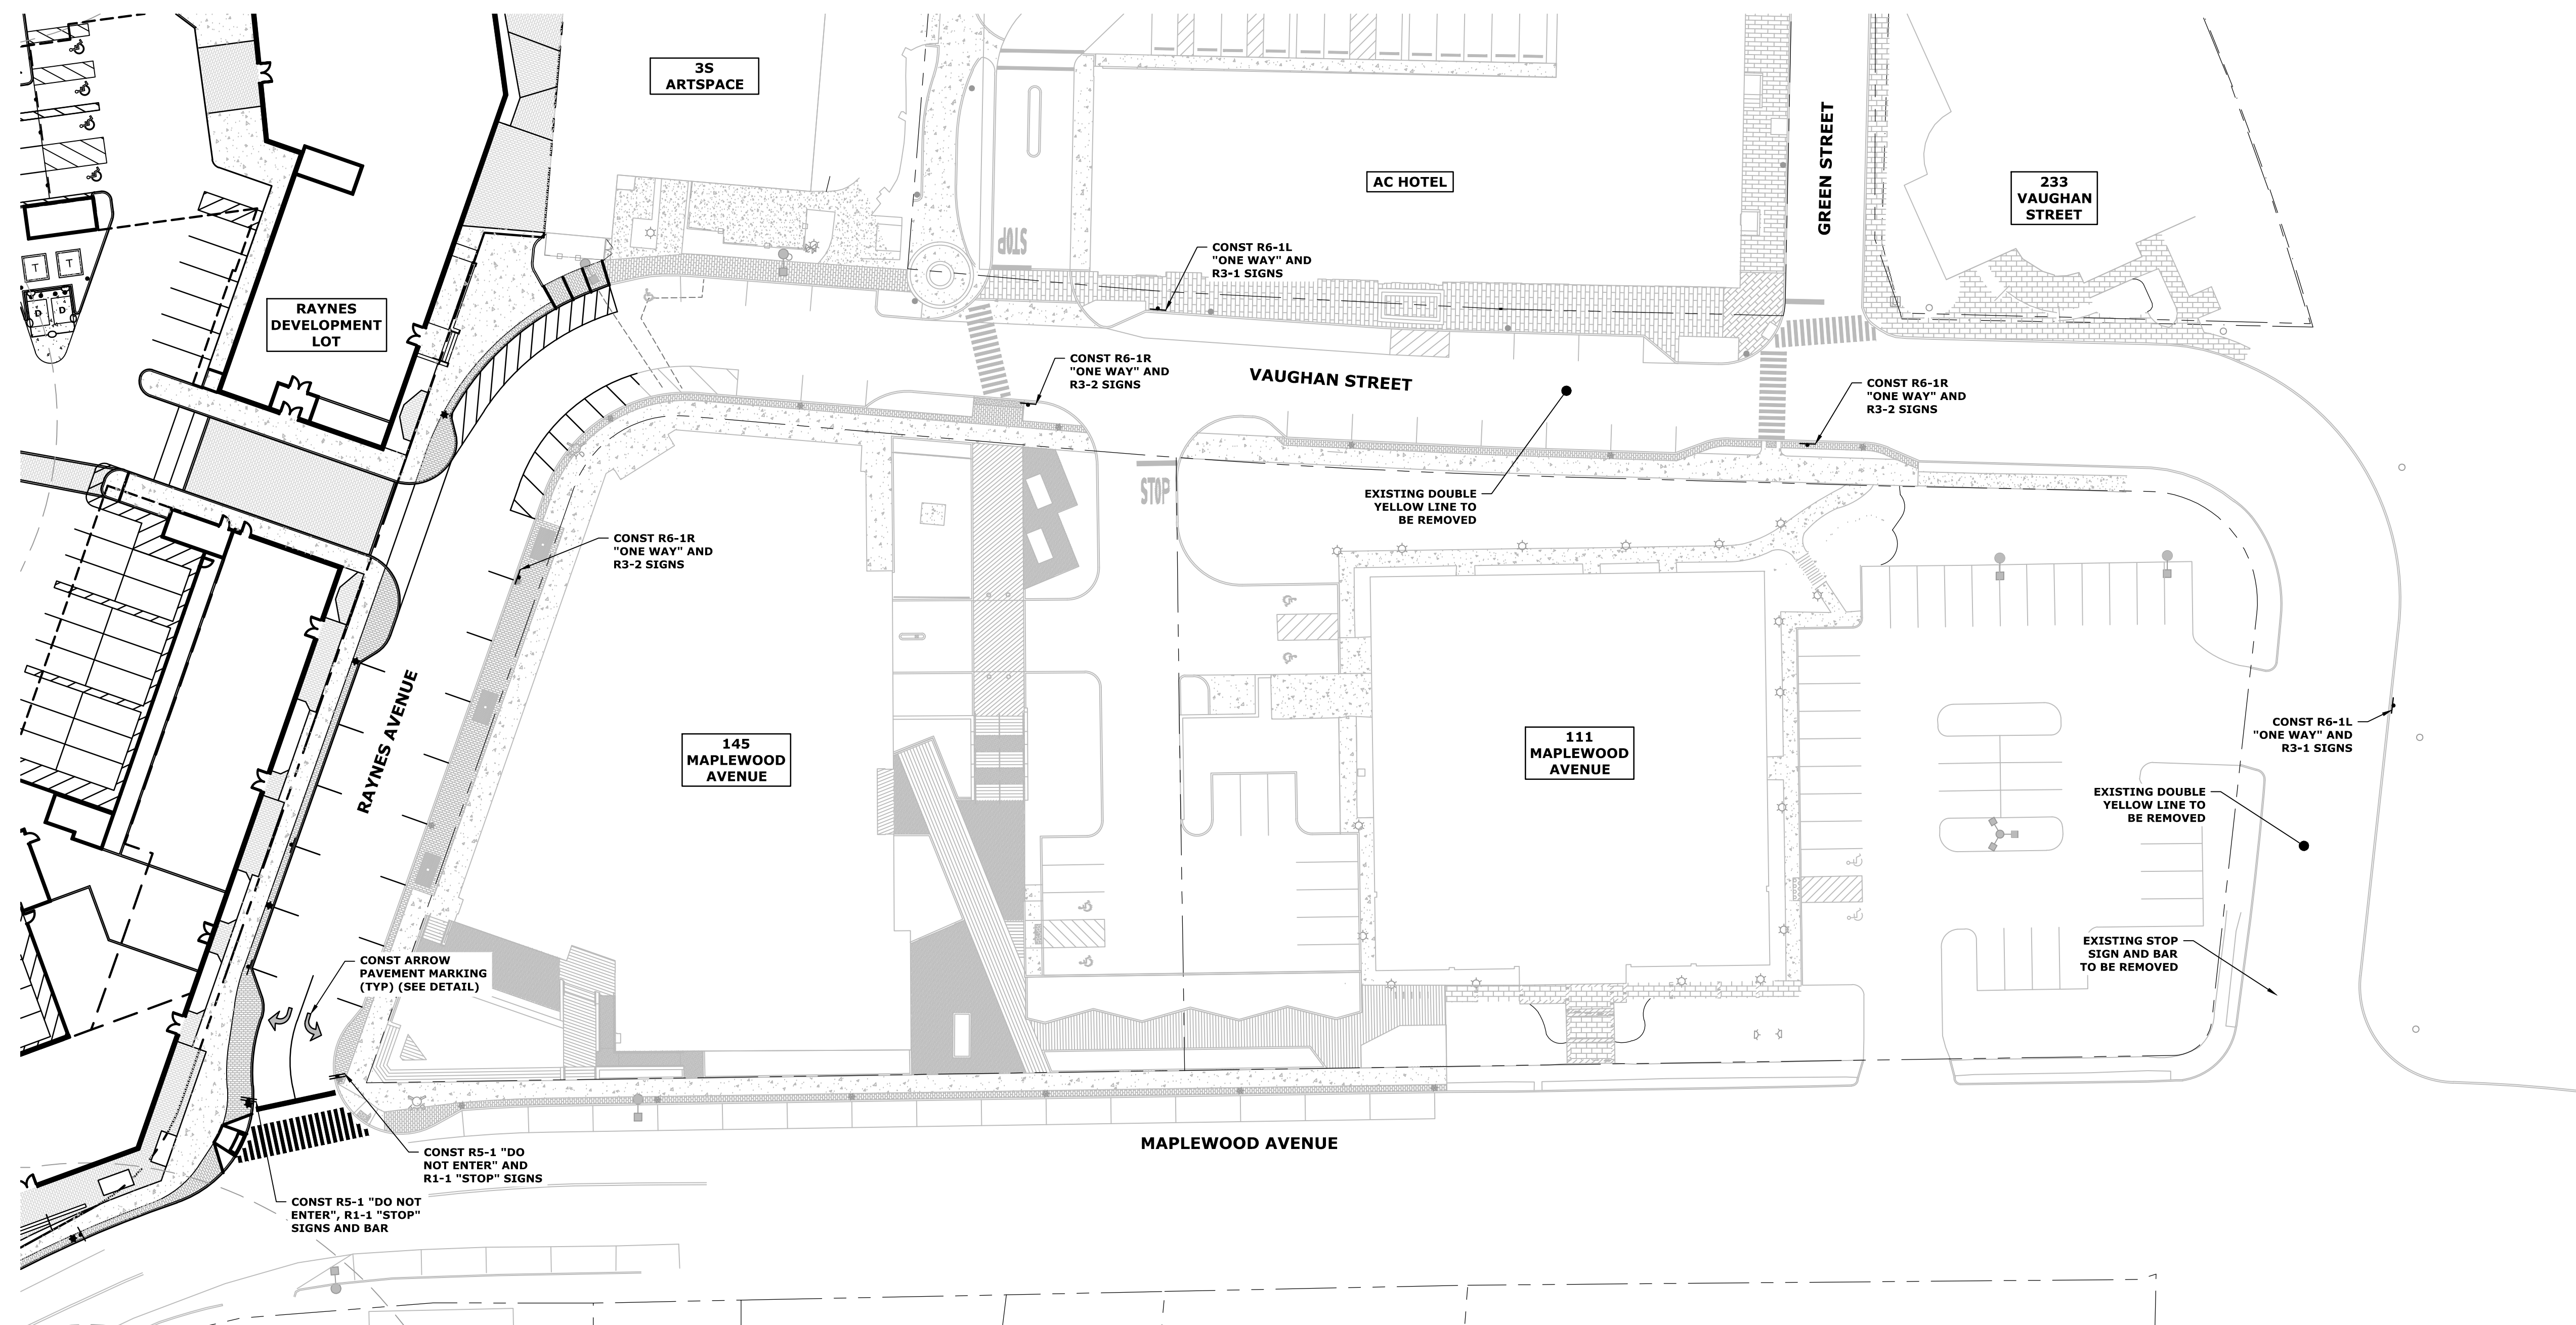 3S
ARTSPACE
AC HOTEL
GREEN STREET
233
VAUGHAN
STREET
STOP
CONST R6-1L
"ONE WAY" AND
R3-1 SIGNS
T
T
D
D
RAYNES
DEVELOPMENT
LOT
CONST R6-1R
"ONE WAY" AND
R3-2 SIGNS
VAUGHAN STREET
CONST R6-1R
"ONE WAY" AND
R3-2 SIGNS
STOP
EXISTING DOUBLE
YELLOW LINE TO
BE REMOVED
CONST R6-1R
"ONE WAY" AND
R3-2 SIGNS
RAYNES AVENUE
145
MAPLEWOOD
AVENUE
111
MAPLEWOOD
AVENUE
CONST R6-1L
"ONE WAY" AND
R3-1 SIGNS
EXISTING DOUBLE
YELLOW LINE TO
BE REMOVED
EXISTING STOP
SIGN AND BAR
TO BE REMOVED
CONST ARROW
PAVEMENT MARKING
(TYP) (SEE DETAIL)
MAPLEWOOD AVENUE
CONST R5-1 "DO
NOT ENTER" AND
R1-1 "STOP" SIGNS
CONST R5-1 "DO NOT
ENTER", R1-1 "STOP"
SIGNS AND BAR